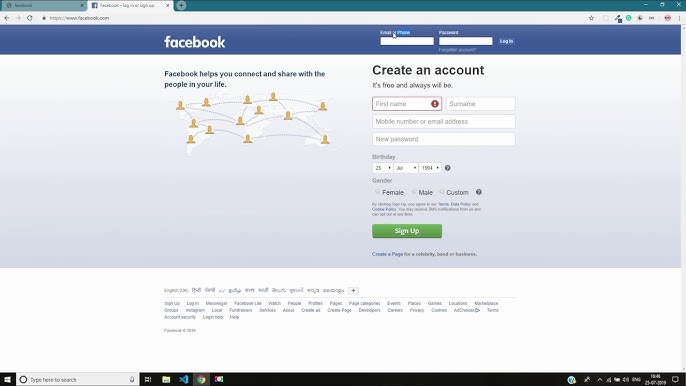 facebook
Facebook – log in or sign up
https://www.facebook.com
facebook
Email or Phone
Password
Log In
Forgotten account?
Facebook helps you connect and share with the
people in your life.
Create an account
It's free and always will be.
First name
Surname
Mobile number or email address
New password
Birthday
25 Jul 1994
Gender
Female Male Custom
By clicking Sign Up, you agree to our Terms, Data Policy and
Cookie Policy. You may receive SMS notifications from us and
can opt out at any time.
Sign Up
Create a Page for a celebrity, band or business.
English (UK) हिन्दी اردو தமிழ் বাংলা मराठी తెలుగు ગુજરાતી ಕನ್ನಡ മലയാളം
Sign Up Log In Messenger Facebook Lite Watch People Profiles Pages Page categories Events Places Games Locations Marketplace
Groups Instagram Local Fundraisers Services About Create ad Create Page Developers Careers Privacy Cookies AdChoices Terms
Account security Login help Help
Facebook © 2019
Type here to search
ENG
16:46
25-07-2019